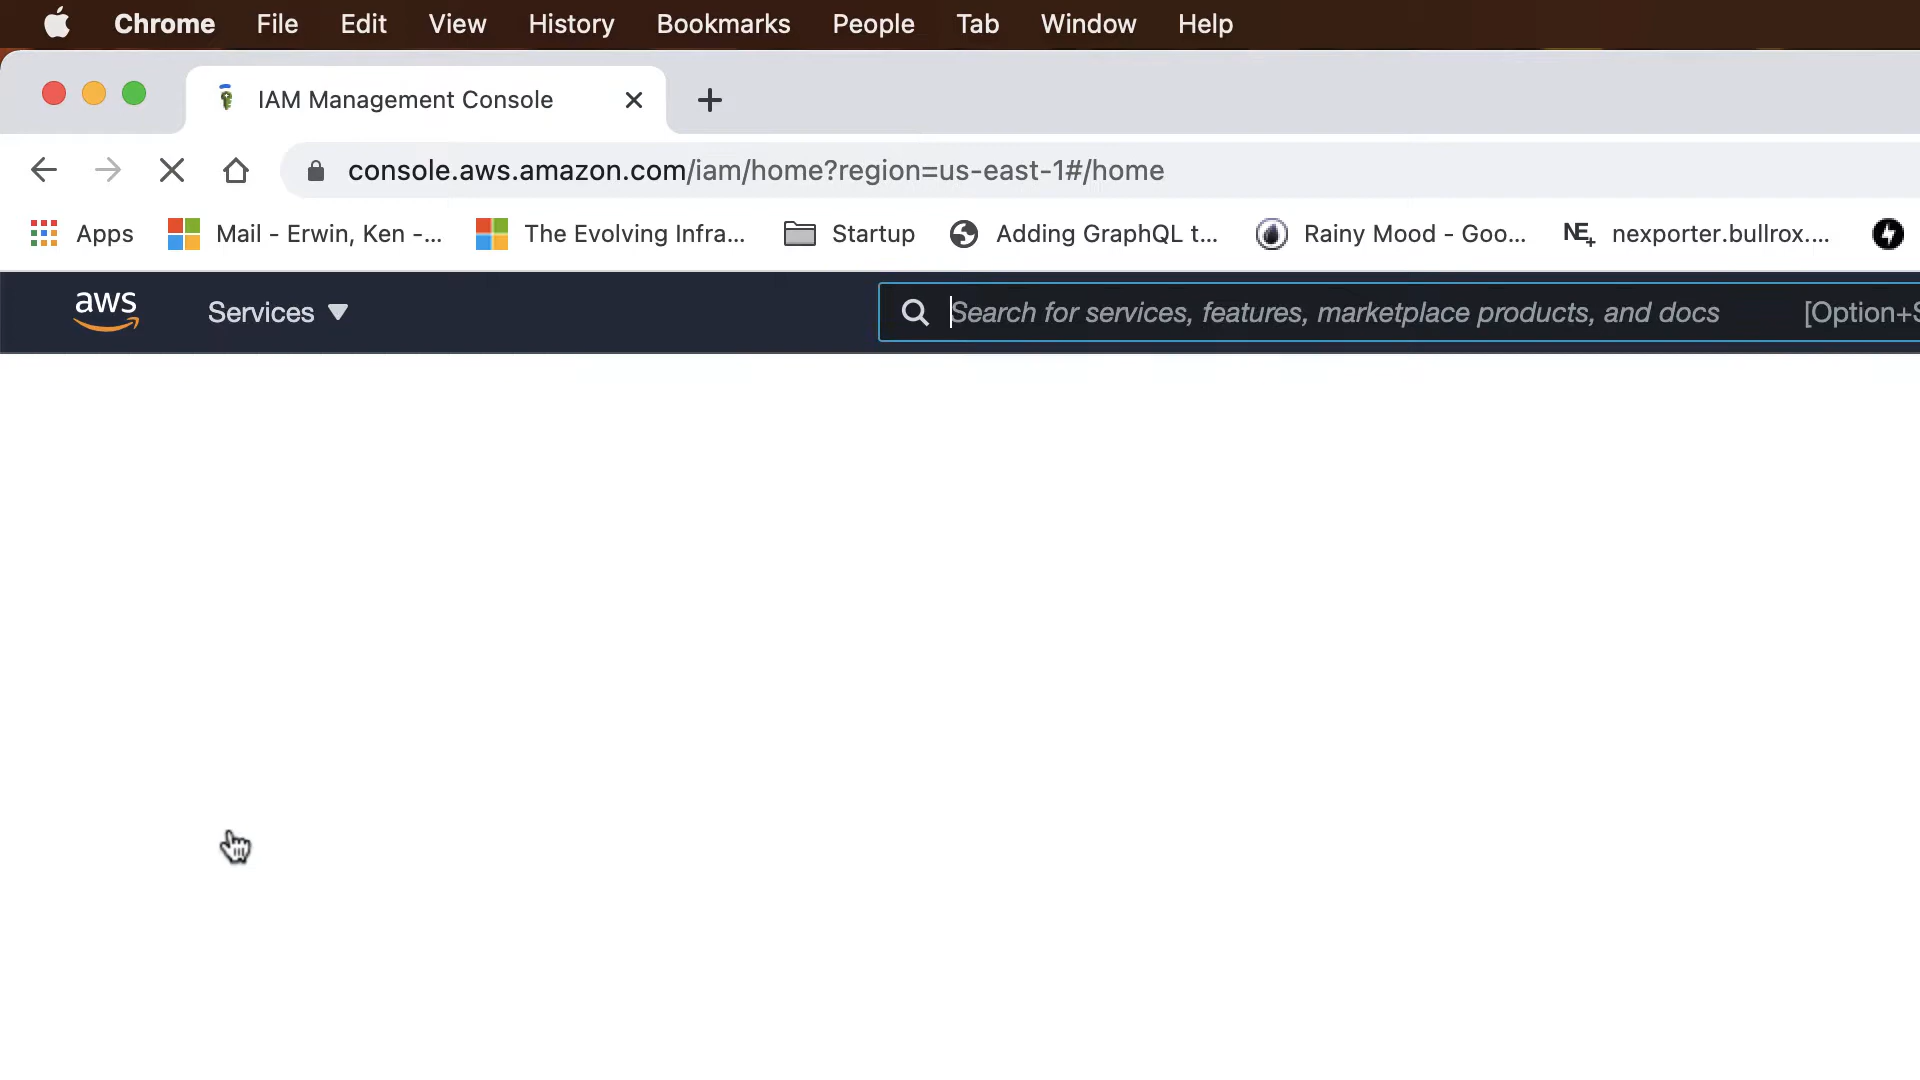 Chrome File Edit View History Bookmarks People Tab Window Help
IAM Management Console
console.aws.amazon.com/iam/home?region=us-east-1#/home
Apps Mail - Erwin, Ken -... The Evolving Infra... Startup Adding GraphQL t... Rainy Mood - Goo... NE+ nexporter.bullrox....
aws Services Search for services, features, marketplace products, and docs [Option+S